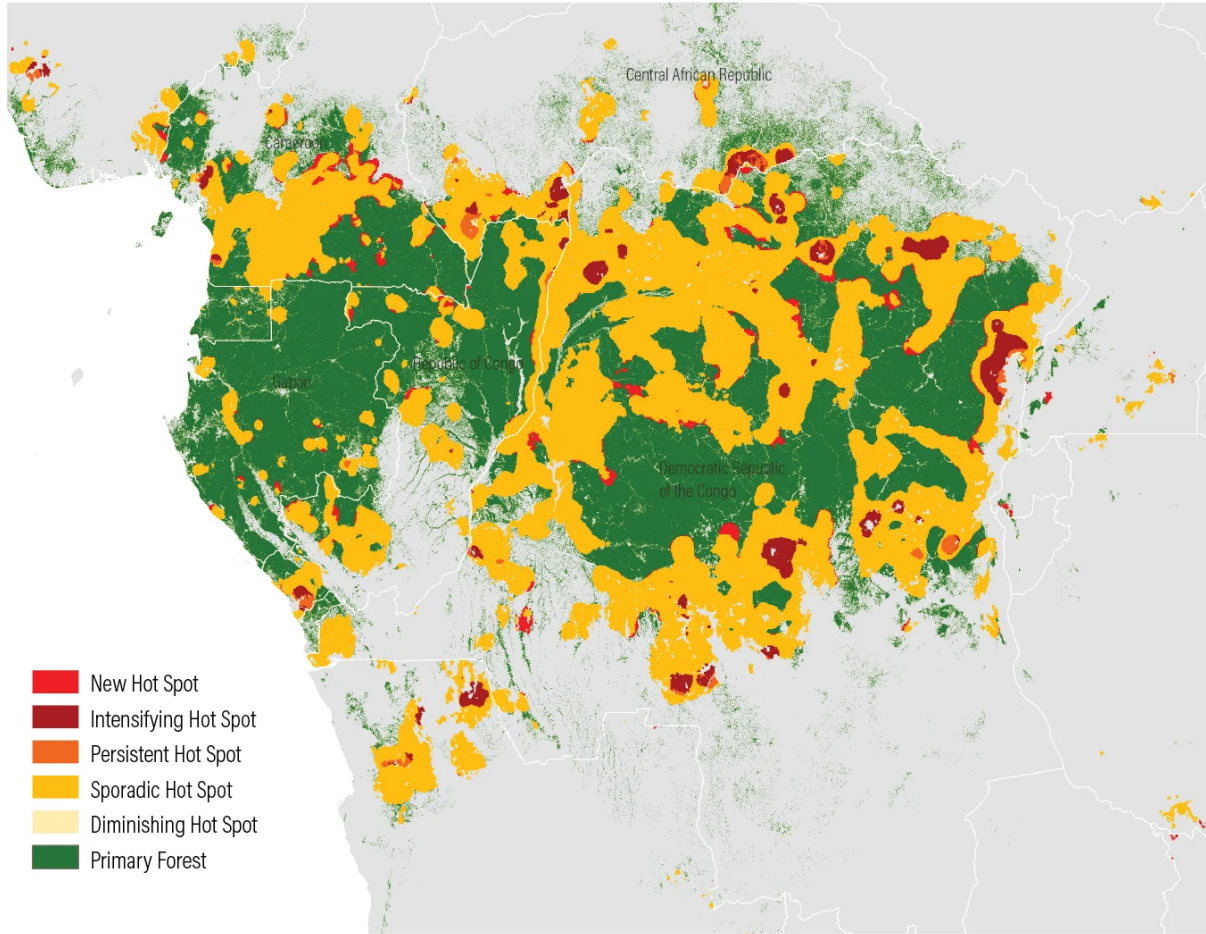 Central African Republic
Cameroon
Republic of Congo
Gabon
Democratic Republic
of the Congo
New Hot Spot
Intensifying Hot Spot
Persistent Hot Spot
Sporadic Hot Spot
Diminishing Hot Spot
Primary Forest